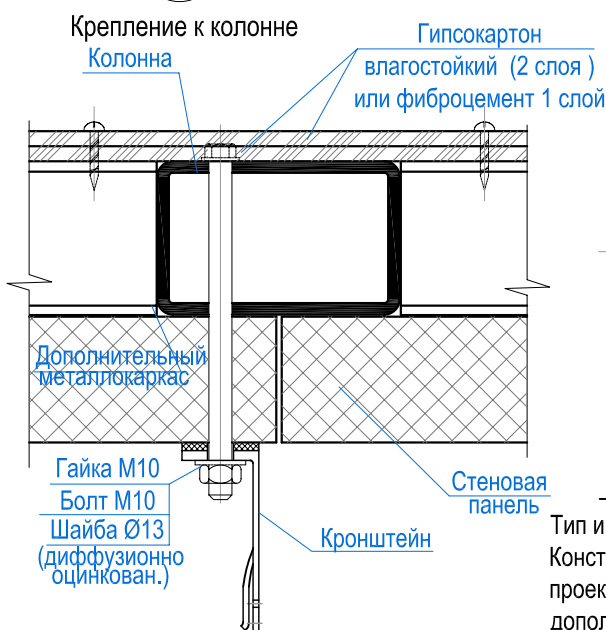 Крепление к колонне
Колонна
Гипсокартон
влагостойкий (2 слоя )
или фиброцемент 1 слой
Дополнительный
металлокаркас
Гайка М10
Болт М10
Шайба Ø13
(диффузионно
оцинкован.)
Кронштейн
Стеновая
панель
Тип и
Конст
проек
допол